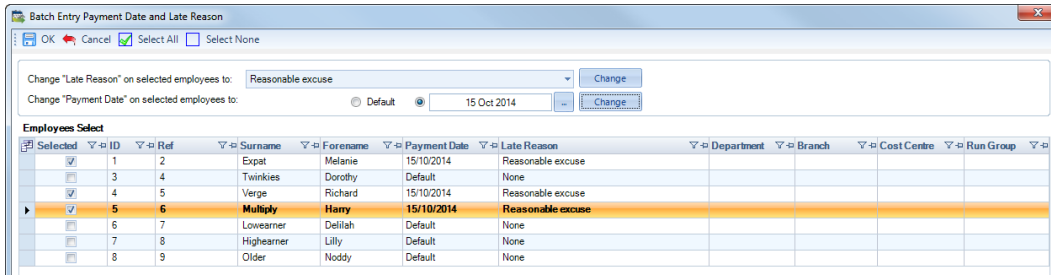 Batch Entry Payment Date and Late Reason
OK Cancel Select All Select None
Change "Late Reason" on selected employees to: Reasonable excuse Change
Change "Payment Date" on selected employees to: Default 15 Oct 2014 ... Change
Employees Select
Selected ID Ref Surname Forename Payment Date Late Reason Department Branch Cost Centre Run Group
1 2 Expat Melanie 15/10/2014 Reasonable excuse
3 4 Twinkies Dorothy Default None
4 5 Verge Richard 15/10/2014 Reasonable excuse
5 6 Multiply Harry 15/10/2014 Reasonable excuse
6 7 Lowearner Delilah Default None
7 8 Highearner Lilly Default None
8 9 Older Noddy Default None